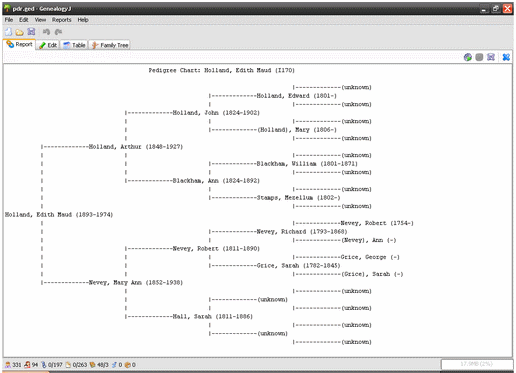 pdr.ged - GenealogyJ
File Edit View Reports Help
Report Edit Table Family Tree
Pedigree Chart: Holland, Edith Maud (I170)
|-------------(unknown)
|-------------Holland, Edward (1801-)
|-------------(unknown)
|-------------Holland, John (1824-1902)
|-------------(unknown)
|-------------(Holland), Mary (1806-)
|-------------(unknown)
|-------------Holland, Arthur (1848-1927)
|-------------(unknown)
|-------------Blackham, William (1801-1871)
|-------------(unknown)
|-------------Blackham, Ann (1824-1892)
|-------------(unknown)
|-------------Stamps, Mezellum (1802-)
|-------------(unknown)
Holland, Edith Maud (1893-1974)
|-------------Nevey, Robert (1754-)
|-------------Nevey, Richard (1793-1868)
|-------------(Nevey), Ann (-)
|-------------Nevey, Robert (1811-1890)
|-------------Grice, George (-)
|-------------Grice, Sarah (1782-1845)
|-------------(Grice), Sarah (-)
|-------------Nevey, Mary Ann (1852-1938)
|-------------(unknown)
|-------------(unknown)
|-------------(unknown)
|-------------Hall, Sarah (1811-1886)
|-------------(unknown)
|-------------(unknown)
|-------------(unknown)
331 94 0/197 0/263 48/3 0 0